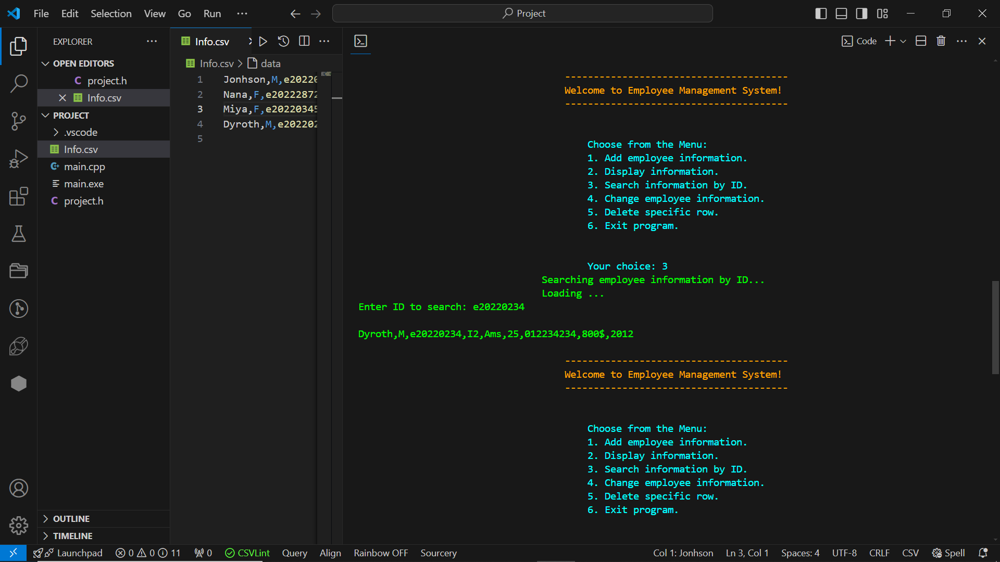 File Edit Selection View Go Run ···
Project
EXPLORER
OPEN EDITORS
project.h
Info.csv
PROJECT
.vscode
Info.csv
main.cpp
main.exe
project.h
OUTLINE
TIMELINE
Info.csv
Info.csv > data
1 Jonhson,M,e20220
2 Nana,F,e20222872
3 Miya,F,e20220345
4 Dyroth,M,e202202
5
Code
---------------------------------------
Welcome to Employee Management System!
---------------------------------------
Choose from the Menu:
1. Add employee information.
2. Display information.
3. Search information by ID.
4. Change employee information.
5. Delete specific row.
6. Exit program.
Your choice: 3
Searching employee information by ID...
Loading ...
Enter ID to search: e20220234
Dyroth,M,e20220234,I2,Ams,25,012234234,800$,2012
---------------------------------------
Welcome to Employee Management System!
---------------------------------------
Choose from the Menu:
1. Add employee information.
2. Display information.
3. Search information by ID.
4. Change employee information.
5. Delete specific row.
6. Exit program.
Launchpad 0 0 11 0 CSVLint Query Align Rainbow OFF Sourcery Col 1: Jonhson Ln 3, Col 1 Spaces: 4 UTF-8 CRLF CSV Spell